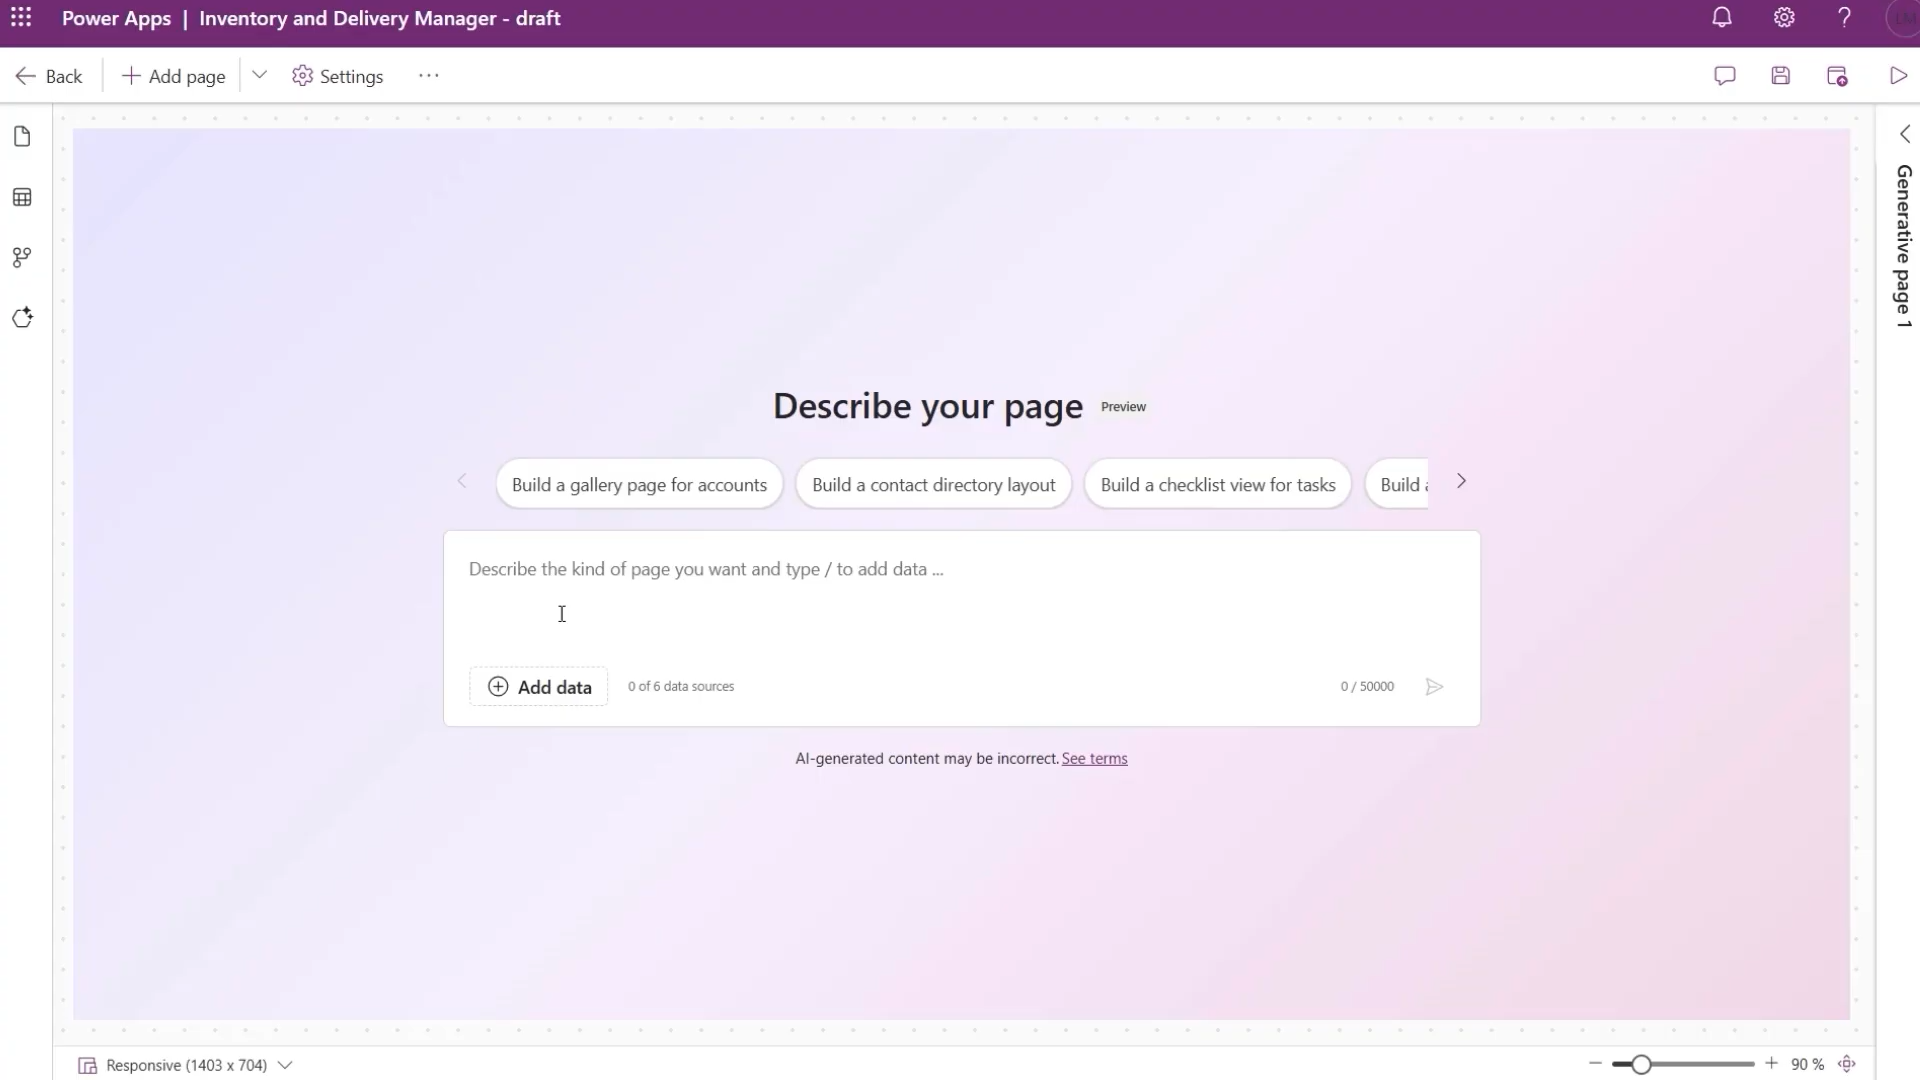 Power Apps | Inventory and Delivery Manager - draft
Back
Add page
Settings
Generative page 1
Describe your page Preview
Build a gallery page for accounts
Build a contact directory layout
Build a checklist view for tasks
Build
Describe the kind of page you want and type / to add data ...
Add data
0 of 6 data sources
0 / 50000
AI-generated content may be incorrect. See terms
Responsive (1403 x 704)
90 %